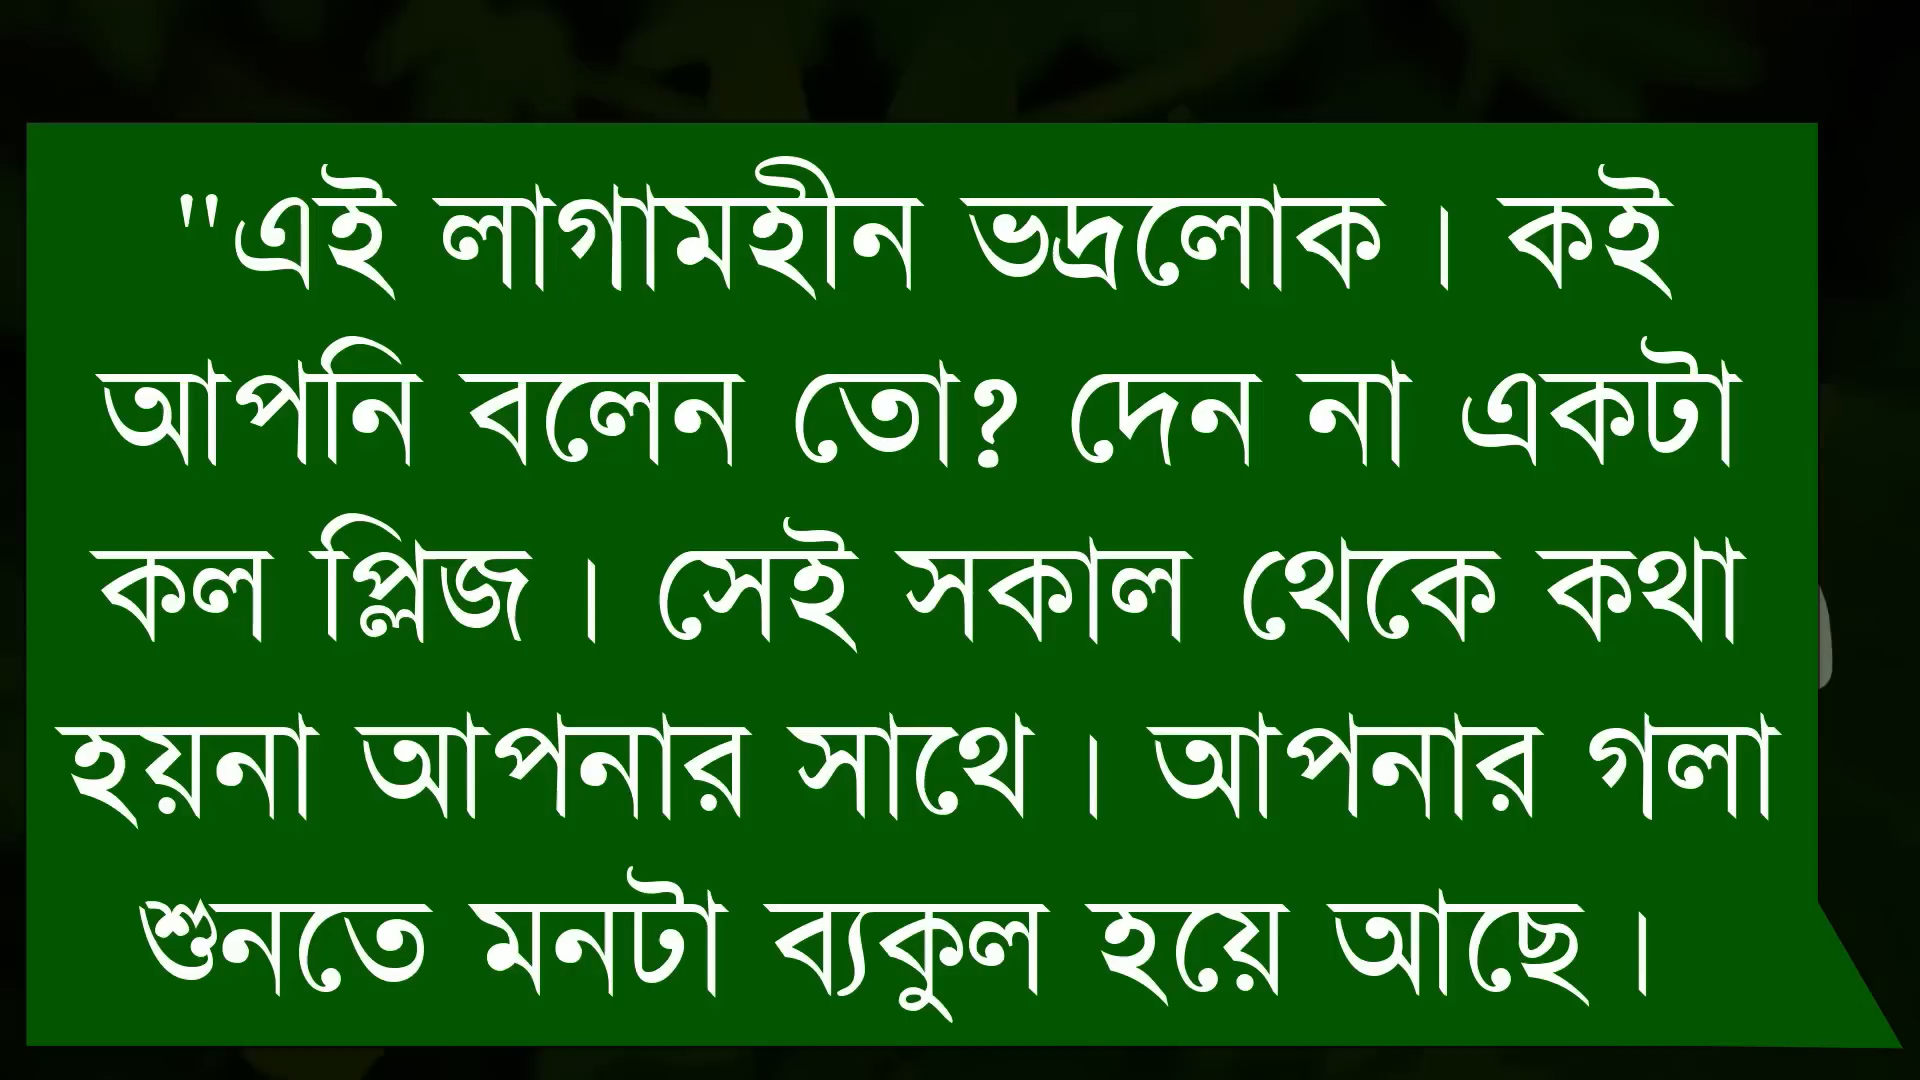 "এই লাগামহীন ভদ্রলোক । কই
আপনি বলেন তো? দেন না একটা
কল প্লিজ । সেই সকাল থেকে কথা
হয়না আপনার সাথে । আপনার গলা
শুনতে মনটা ব্যকুল হয়ে আছে ।